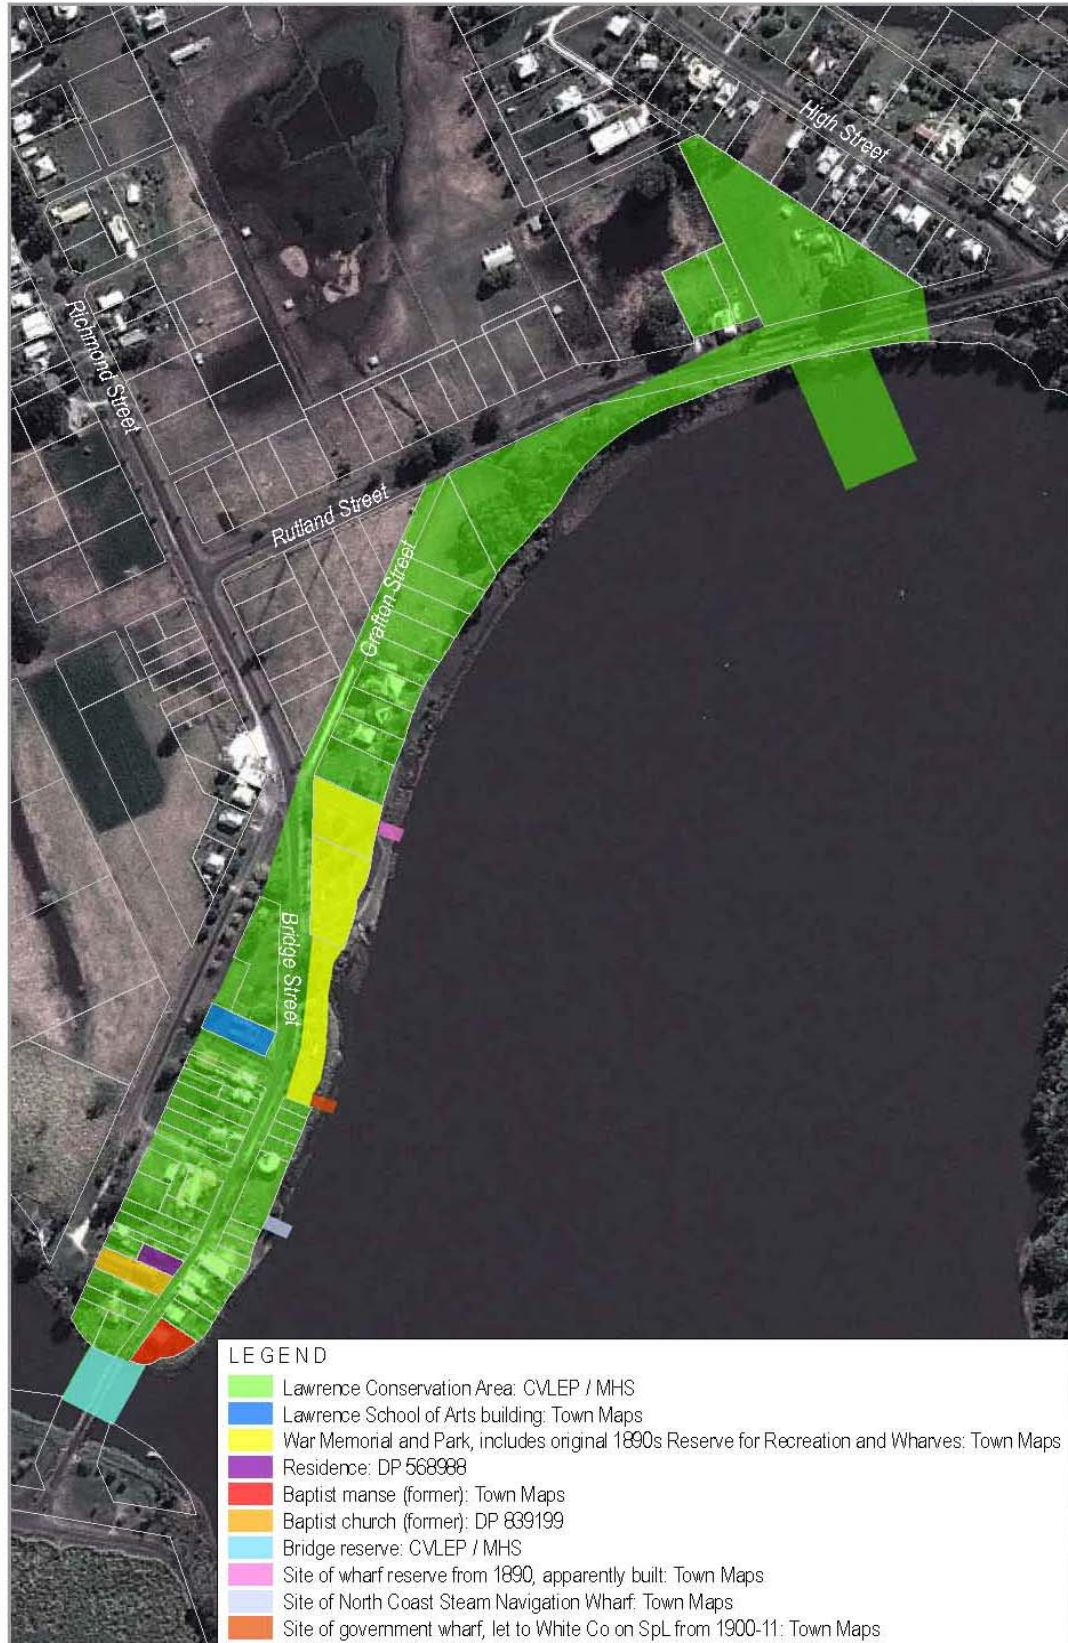 High Street
Richmond Street
Rutland Street
Grafton Street
Bridge Street
LEGEND
Lawrence Conservation Area: CVLEP / MHS
Lawrence School of Arts building: Town Maps
War Memorial and Park, includes original 1890s Reserve for Recreation and Wharves: Town Maps
Residence: DP 568988
Baptist manse (former): Town Maps
Baptist church (former): DP 839199
Bridge reserve: CVLEP / MHS
Site of wharf reserve from 1890, apparently built: Town Maps
Site of North Coast Steam Navigation Wharf: Town Maps
Site of government wharf, let to White Co on SpL from 1900-11: Town Maps